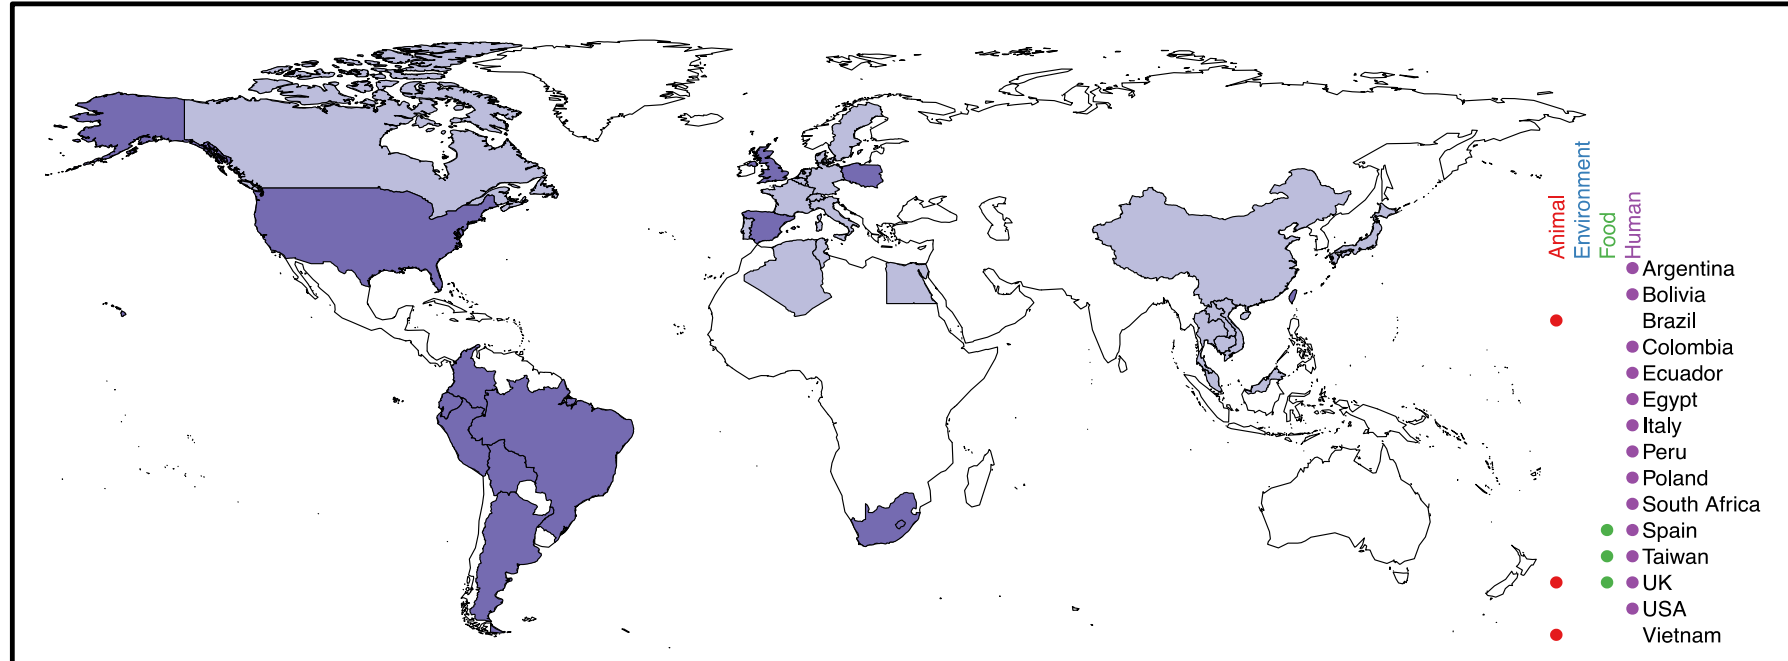 Animal
Environment
Food
Human
Argentina
Bolivia
Brazil
Colombia
Ecuador
Egypt
Italy
Peru
Poland
South Africa
Spain
Taiwan
UK
USA
Vietnam